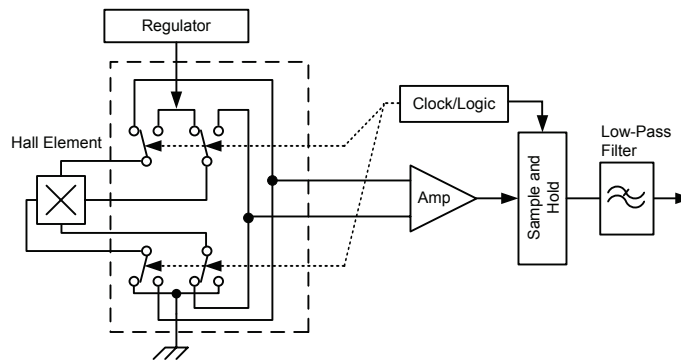 Regulator
Clock/Logic
Hall Element
Low-Pass
Filter
Amp
Sample and
Hold